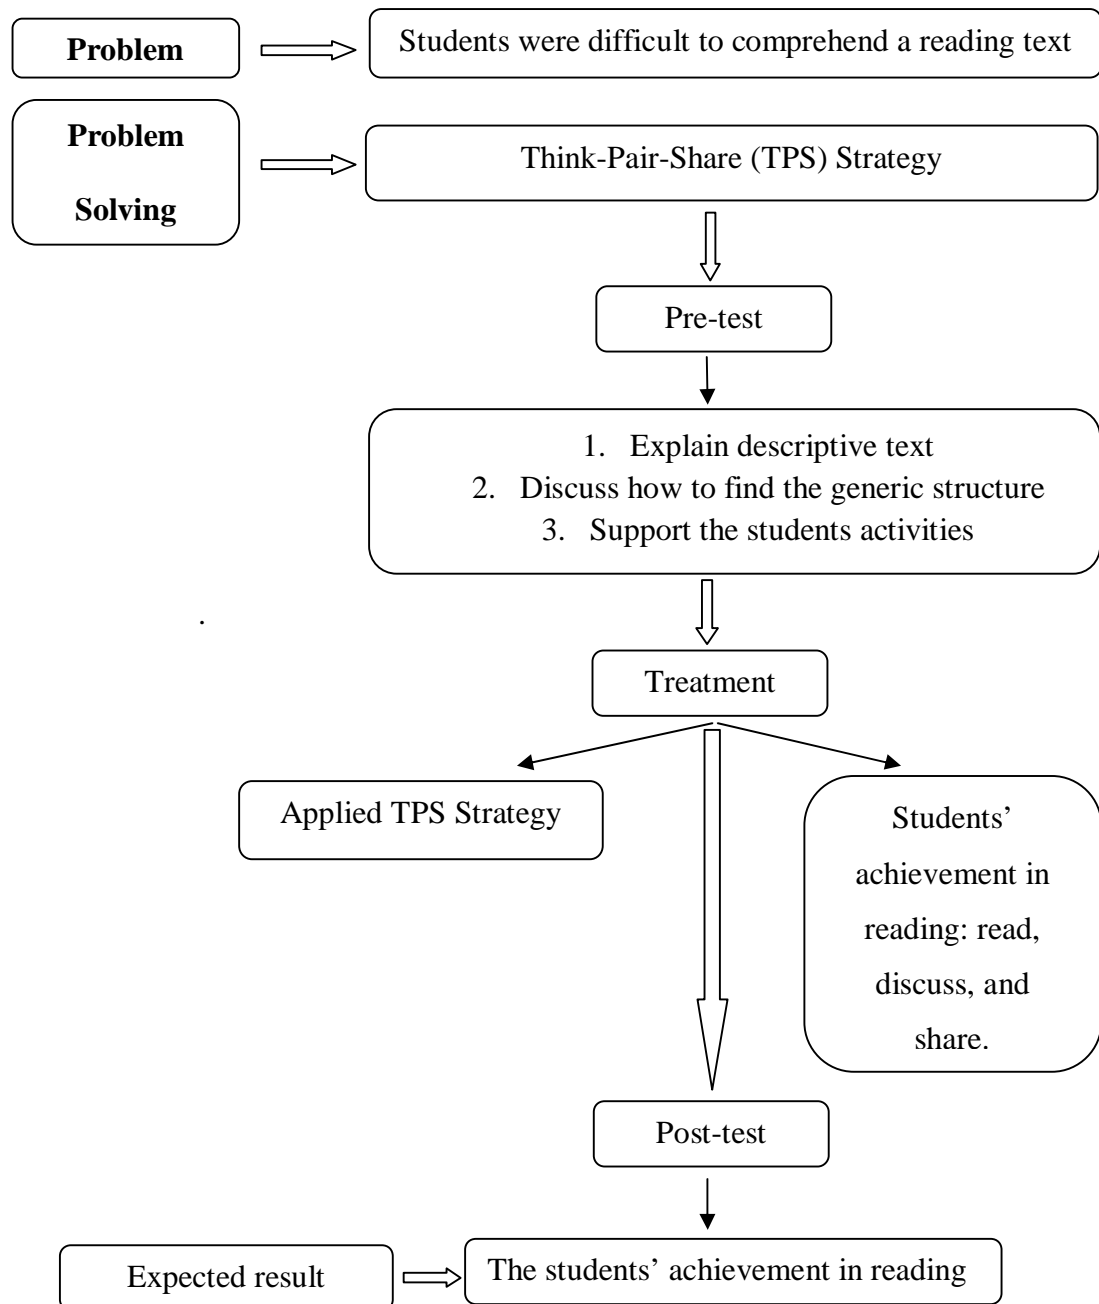 Problem
Students were difficult to comprehend a reading text
Problem
Solving
Think-Pair-Share (TPS) Strategy
Pre-test
1. Explain descriptive text
2. Discuss how to find the generic structure
3. Support the students activities
.
Treatment
Applied TPS Strategy
Students’
achievement in
reading: read,
discuss, and
share.
Post-test
Expected result
The students’ achievement in reading